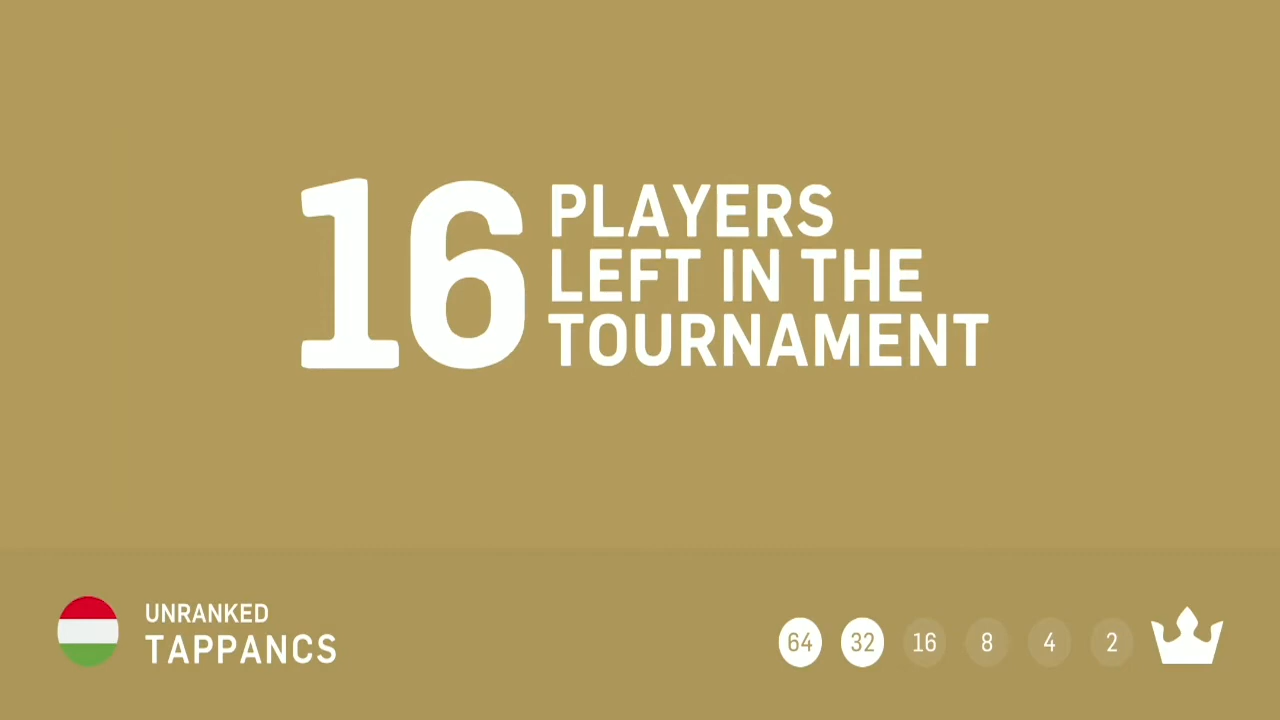 16
PLAYERS
LEFT IN THE
TOURNAMENT
UNRANKED
TAPPANCS
64 32 16 8 4 2